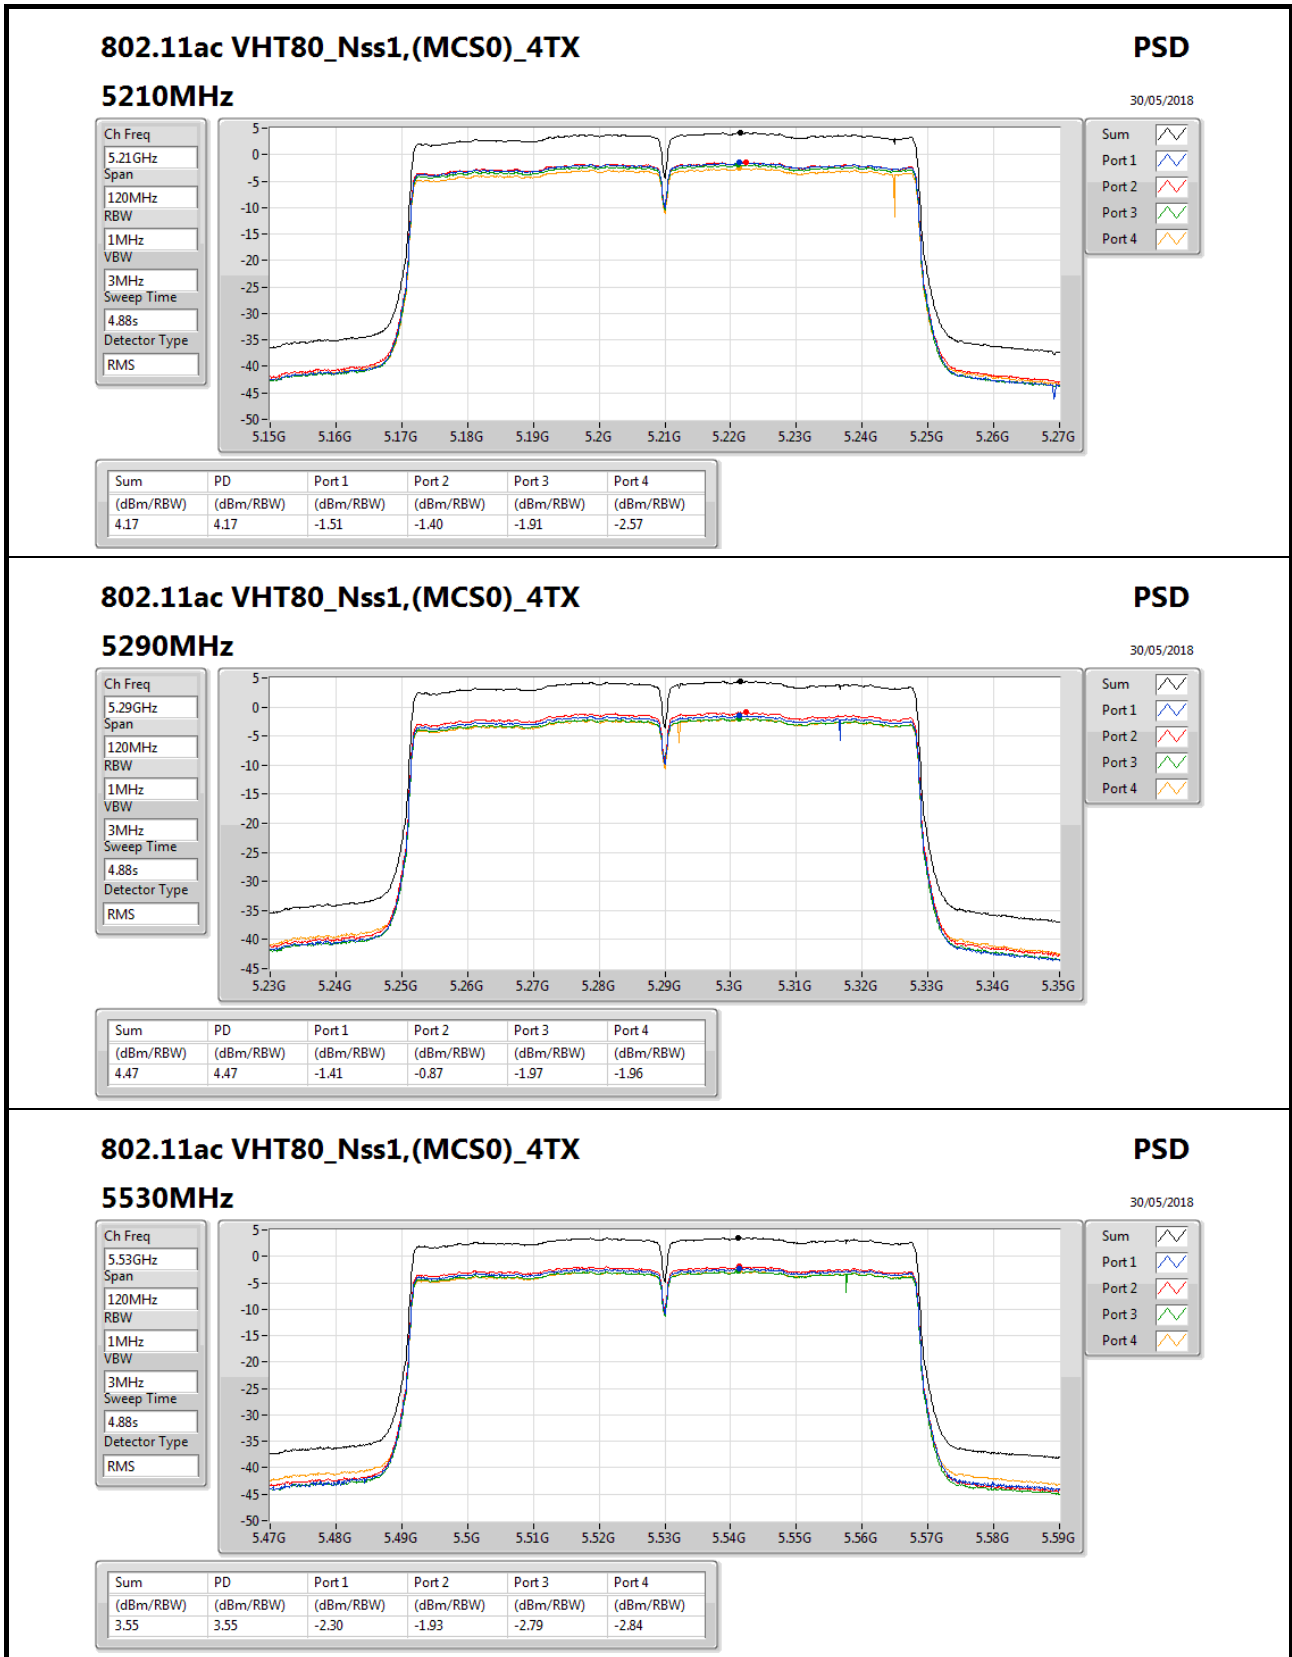 802.11ac VHT80_Nss1,(MCS0)_4TX PSD
5210MHz 30/05/2018
Ch Freq
5.21GHz
Span
120MHz
RBW
1MHz
VBW
3MHz
Sweep Time
4.88s
Detector Type
RMS
5
0
-5
-10
-15
-20
-25
-30
-35
-40
-45
-50
5.15G 5.16G 5.17G 5.18G 5.19G 5.2G 5.21G 5.22G 5.23G 5.24G 5.25G 5.26G 5.27G
Sum
Port 1
Port 2
Port 3
Port 4
Sum PD Port 1 Port 2 Port 3 Port 4
(dBm/RBW) (dBm/RBW) (dBm/RBW) (dBm/RBW) (dBm/RBW) (dBm/RBW)
4.17 4.17 -1.51 -1.40 -1.91 -2.57
802.11ac VHT80_Nss1,(MCS0)_4TX PSD
5290MHz 30/05/2018
Ch Freq
5.29GHz
Span
120MHz
RBW
1MHz
VBW
3MHz
Sweep Time
4.88s
Detector Type
RMS
5
0
-5
-10
-15
-20
-25
-30
-35
-40
-45
5.23G 5.24G 5.25G 5.26G 5.27G 5.28G 5.29G 5.3G 5.31G 5.32G 5.33G 5.34G 5.35G
Sum
Port 1
Port 2
Port 3
Port 4
Sum PD Port 1 Port 2 Port 3 Port 4
(dBm/RBW) (dBm/RBW) (dBm/RBW) (dBm/RBW) (dBm/RBW) (dBm/RBW)
4.47 4.47 -1.41 -0.87 -1.97 -1.96
802.11ac VHT80_Nss1,(MCS0)_4TX PSD
5530MHz 30/05/2018
Ch Freq
5.53GHz
Span
120MHz
RBW
1MHz
VBW
3MHz
Sweep Time
4.88s
Detector Type
RMS
5
0
-5
-10
-15
-20
-25
-30
-35
-40
-45
-50
5.47G 5.48G 5.49G 5.5G 5.51G 5.52G 5.53G 5.54G 5.55G 5.56G 5.57G 5.58G 5.59G
Sum
Port 1
Port 2
Port 3
Port 4
Sum PD Port 1 Port 2 Port 3 Port 4
(dBm/RBW) (dBm/RBW) (dBm/RBW) (dBm/RBW) (dBm/RBW) (dBm/RBW)
3.55 3.55 -2.30 -1.93 -2.79 -2.84